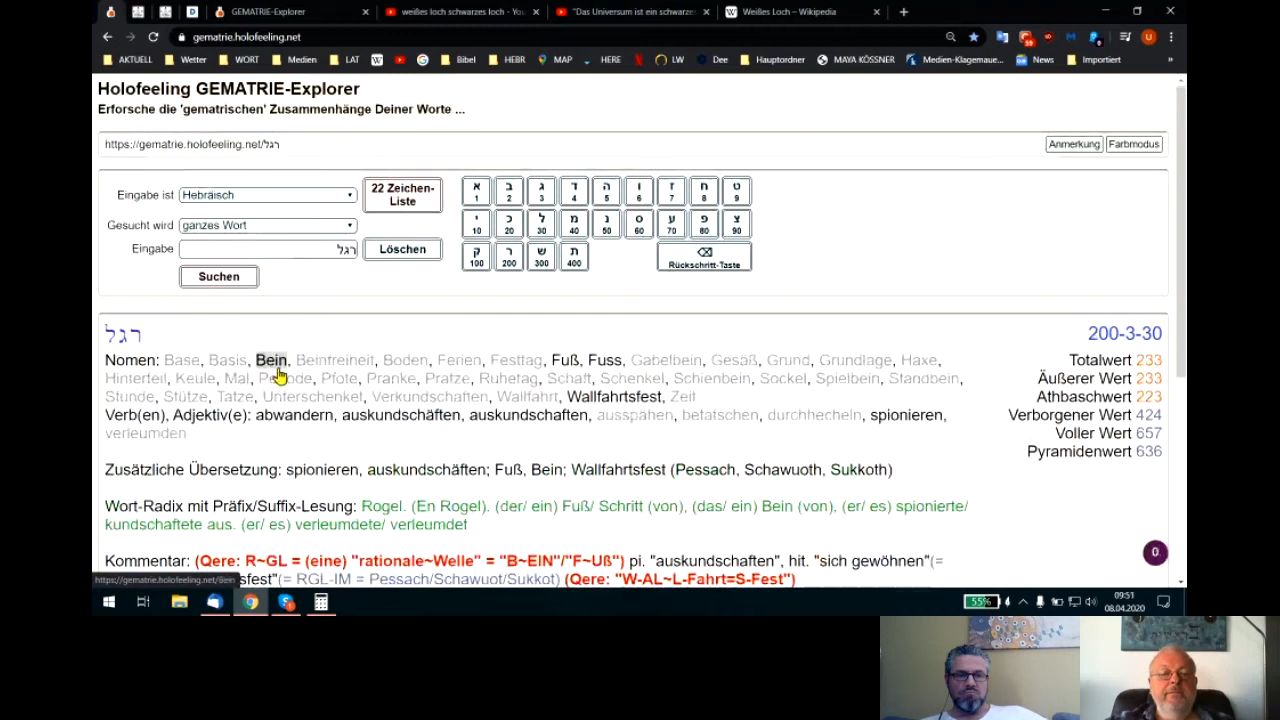 GEMATRIE-Explorer
weißes loch schwarzes loch - You
"Das Universum ist ein schwarze
Weißes Loch – Wikipedia
gematrie.holofeeling.net
AKTUELL Wetter WORT Medien LAT Bibel HEBR MAP HERE LW Dee Hauptordner MAYA KÖSSNER Medien-Klagemaue... News Importiert
Holofeeling GEMATRIE-Explorer
Erforsche die 'gematrischen' Zusammenhänge Deiner Worte ...
https://gematrie.holofeeling.net/רגל
Anmerkung Farbmodus
Eingabe ist Hebräisch
22 Zeichen-
Liste
Gesucht wird ganzes Wort
Eingabe רגל
Löschen
Suchen
א ב ג ד ה ו ז ח ט
1 2 3 4 5 6 7 8 9
י כ ל מ נ ס ע פ צ
10 20 30 40 50 60 70 80 90
ק ר ש ת
100 200 300 400
Rückschritt-Taste
רגל
200-3-30
Nomen: Base, Basis, Bein, Beinfreiheit, Boden, Ferien, Festtag, Fuß, Fuss, Gabelbein, Gesäß, Grund, Grundlage, Haxe,
Hinterteil, Keule, Mal, Periode, Pfote, Pranke, Pratze, Ruhetag, Schaft, Schenkel, Schienbein, Sockel, Spielbein, Standbein,
Stunde, Stütze, Tatze, Unterschenkel, Verkundschaften, Wallfahrt, Wallfahrtsfest, Zeit
Verb(en), Adjektiv(e): abwandern, auskundschäften, auskundschaften, ausspähen, betatschen, durchhecheln, spionieren,
verleumden
Totalwert 233
Äußerer Wert 233
Athbaschwert 223
Verborgener Wert 424
Voller Wert 657
Pyramidenwert 636
Zusätzliche Übersetzung: spionieren, auskundschäften; Fuß, Bein; Wallfahrtsfest (Pessach, Schawuoth, Sukkoth)
Wort-Radix mit Präfix/Suffix-Lesung: Rogel. (En Rogel). (der/ ein) Fuß/ Schritt (von), (das/ ein) Bein (von). (er/ es) spionierte/
kundschaftete aus. (er/ es) verleumdete/ verleumdet
Kommentar: (Qere: R~GL = (eine) "rationale~Welle" = "B~EIN"/"F~Uß") pi. "auskundschaften", hit. "sich gewöhnen"(=
sfest"(= RGL-IM = Pessach/Schawuot/Sukkot) (Qere: "W-AL~L-Fahrt=S-Fest")
https://gematrie.holofeeling.net/Bein
0
55%
09:51
08.04.2020